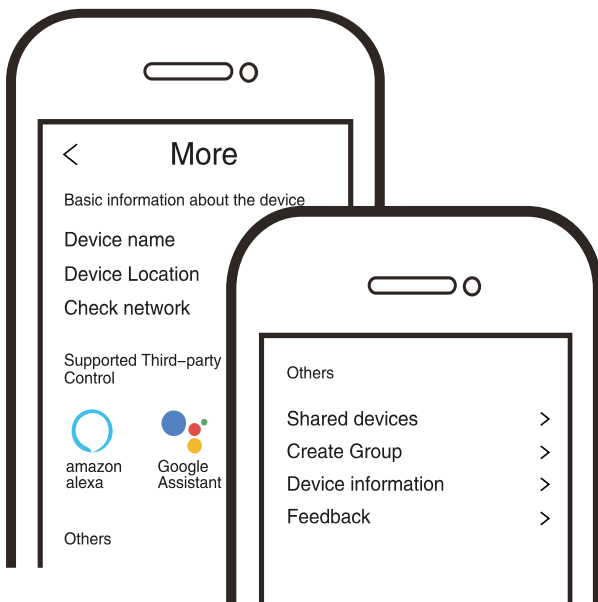 More
Basic information about the device
Device name
Device Location
Check network
Supported Third-party
Control
amazon
alexa
Google
Assistant
Others
Others
Shared devices
Create Group
Device information
Feedback